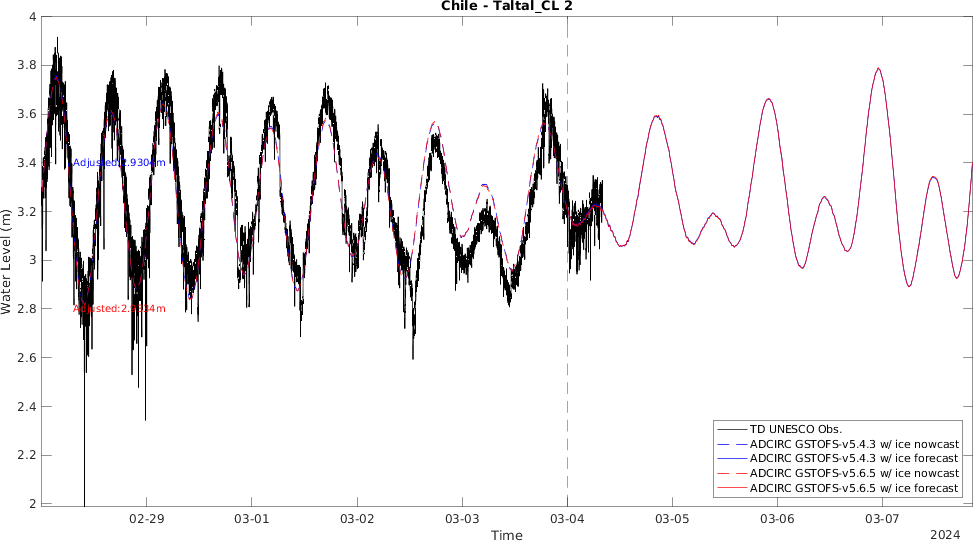 Chile - Taltal_CL 2
Water Level (m)
4
3.8
3.6
3.4
3.2
3
2.8
2.6
2.4
2.2
2
TD UNESCO Obs.
ADCIRC GSTOFS-v5.4.3 w/ ice nowcast
ADCIRC GSTOFS-v5.4.3 w/ ice forecast
ADCIRC GSTOFS-v5.6.5 w/ ice nowcast
ADCIRC GSTOFS-v5.6.5 w/ ice forecast
02-29 03-01 03-02 03-03 03-04 03-05 03-06 03-07
Time
2024